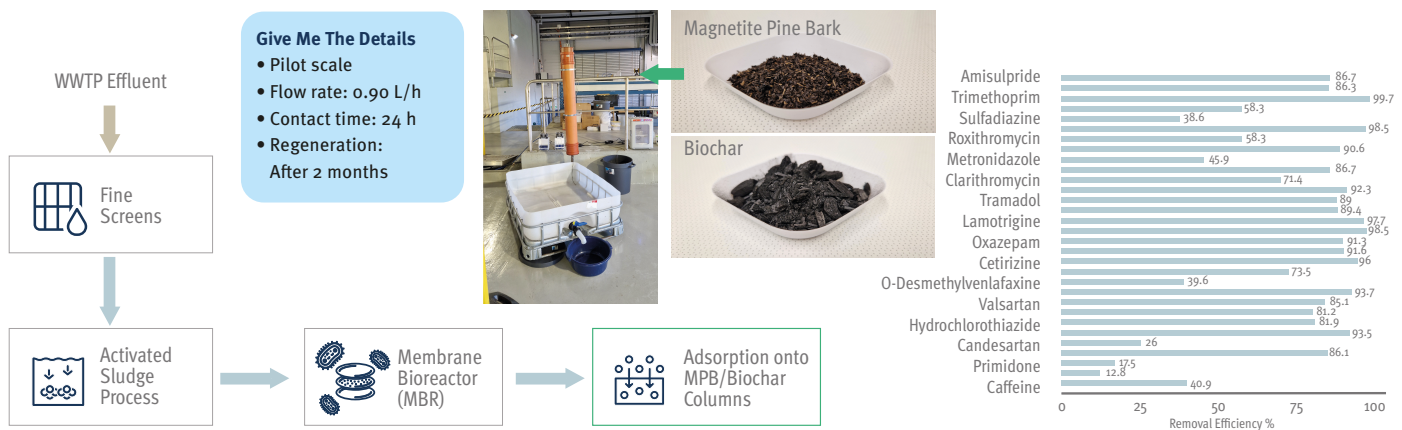 WWTP Effluent
Fine
Screens
Activated
Sludge
Process
Membrane
Bioreactor
(MBR)
Adsorption onto
MPB/Biochar
Columns
Give Me The Details
• Pilot scale
• Flow rate: 0.90 L/h
• Contact time: 24 h
• Regeneration:
After 2 months
Magnetite Pine Bark
Biochar
Amisulpride
Trimethoprim
Sulfadiazine
Roxithromycin
Metronidazole
Clarithromycin
Tramadol
Lamotrigine
Oxazepam
Cetirizine
O-Desmethylvenlafaxine
Valsartan
Hydrochlorothiazide
Candesartan
Primidone
Caffeine
86.7
86.3
99.7
58.3
38.6
98.5
58.3
90.6
45.9
86.7
71.4
92.3
89
89.4
97.7
98.5
91.3
91.6
96
73.5
39.6
93.7
85.1
81.2
81.9
93.5
26
86.1
17.5
12.8
40.9
0 25 50 75 100
Removal Efficiency %